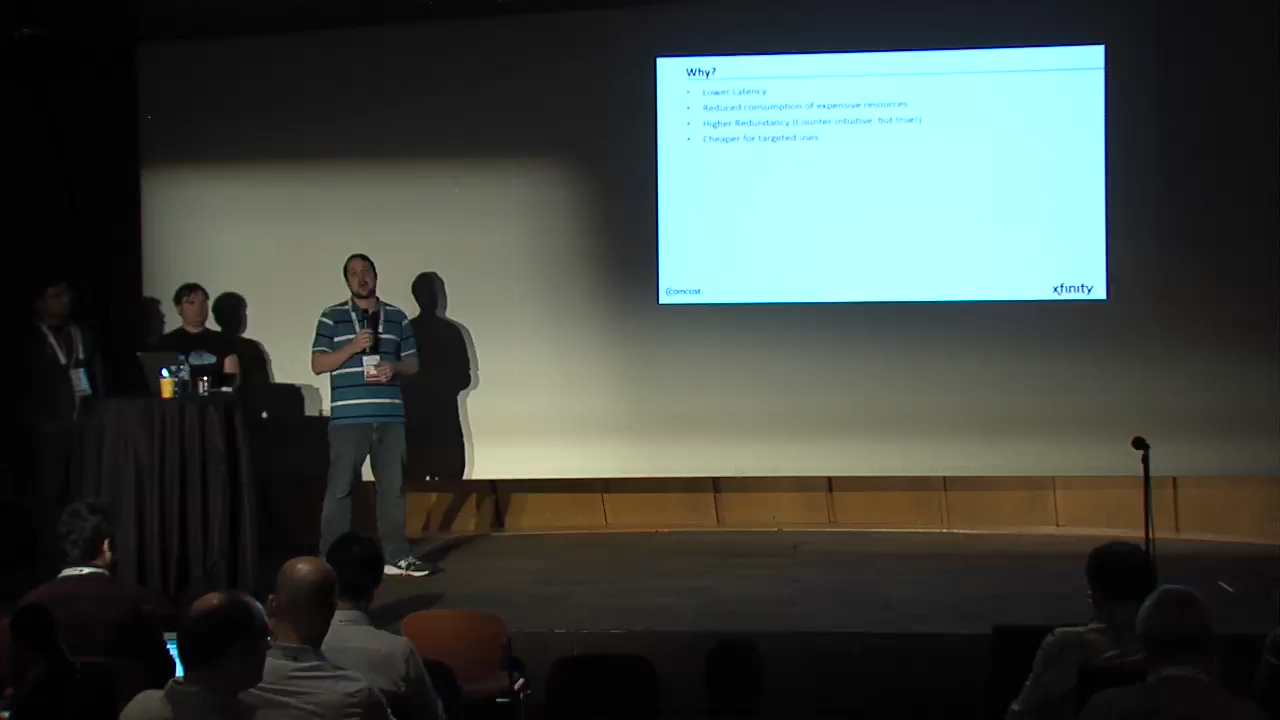 Why?
• Lower Latency
• Reduced consumption of expensive resources
• Higher Redundancy (Counter intuitive, but true!)
• Cheaper for targeted uses
Comcast
xfinity